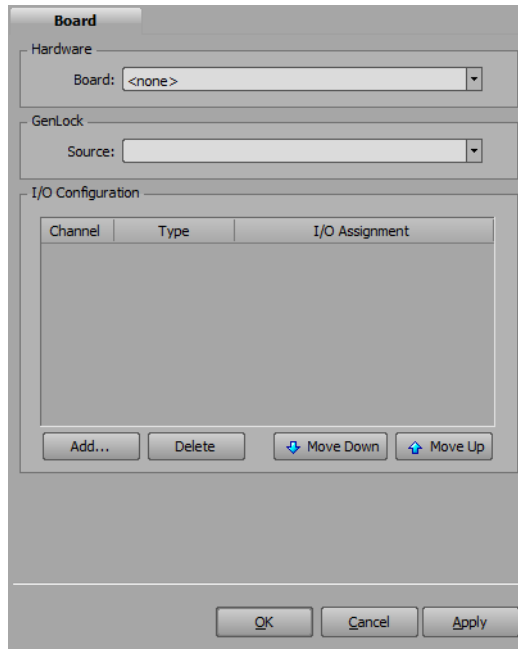 Board
Hardware
Board: <none>
GenLock
Source:
I/O Configuration
Channel Type I/O Assignment
Add... Delete Move Down Move Up
OK Cancel Apply